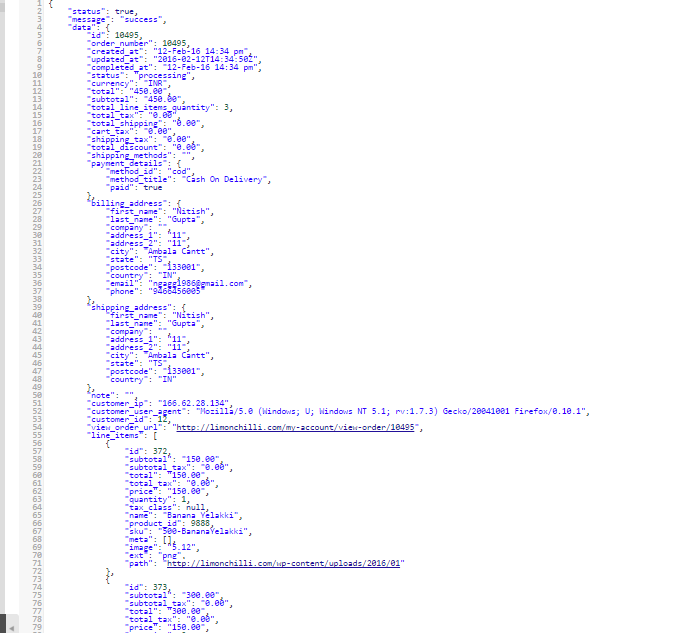 1 {
2 "status": true,
3 "message": "success",
4 "data": {
5 "id": 10495,
6 "order_number": 10495,
7 "created_at": "12-Feb-16 14:34 pm",
8 "updated_at": "2016-02-12T14:34:50Z",
9 "completed_at": "12-Feb-16 14:34 pm",
10 "status": "processing",
11 "currency": "INR",
12 "total": "450.00",
13 "subtotal": "450.00",
14 "total_line_items_quantity": 3,
15 "total_tax": "0.00",
16 "total_shipping": "0.00",
17 "cart_tax": "0.00",
18 "shipping_tax": "0.00",
19 "total_discount": "0.00",
20 "shipping_methods": "",
21 "payment_details": {
22 "method_id": "cod",
23 "method_title": "Cash On Delivery",
24 "paid": true
25 },
26 "billing_address": {
27 "first_name": "Nitish",
28 "last_name": "Gupta",
29 "company": "",
30 "address_1": "11",
31 "address_2": "11",
32 "city": "Ambala Cantt",
33 "state": "TS",
34 "postcode": "133001",
35 "country": "IN",
36 "email": "ngagg1986@gmail.com",
37 "phone": "9466456005"
38 },
39 "shipping_address": {
40 "first_name": "Nitish",
41 "last_name": "Gupta",
42 "company": "",
43 "address_1": "11",
44 "address_2": "11",
45 "city": "Ambala Cantt",
46 "state": "TS",
47 "postcode": "133001",
48 "country": "IN"
49 },
50 "note": "",
51 "customer_ip": "166.62.28.134",
52 "customer_user_agent": "Mozilla/5.0 (Windows; U; Windows NT 5.1; rv:1.7.3) Gecko/20041001 Firefox/0.10.1",
53 "customer_id": 12,
54 "view_order_url": "http://limonchilli.com/my-account/view-order/10495",
55 "line_items": [
56 {
57 "id": 372,
58 "subtotal": "150.00",
59 "subtotal_tax": "0.00",
60 "total": "150.00",
61 "total_tax": "0.00",
62 "price": "150.00",
63 "quantity": 1,
64 "tax_class": null,
65 "name": "Banana Yelakki",
66 "product_id": 9888,
67 "sku": "500-BananaYelakki",
68 "meta": [],
69 "image": "5.12",
70 "ext": "png",
71 "path": "http://limonchilli.com/wp-content/uploads/2016/01"
72 },
73 {
74 "id": 373,
75 "subtotal": "300.00",
76 "subtotal_tax": "0.00",
77 "total": "300.00",
78 "total_tax": "0.00",
79 "price": "150.00",